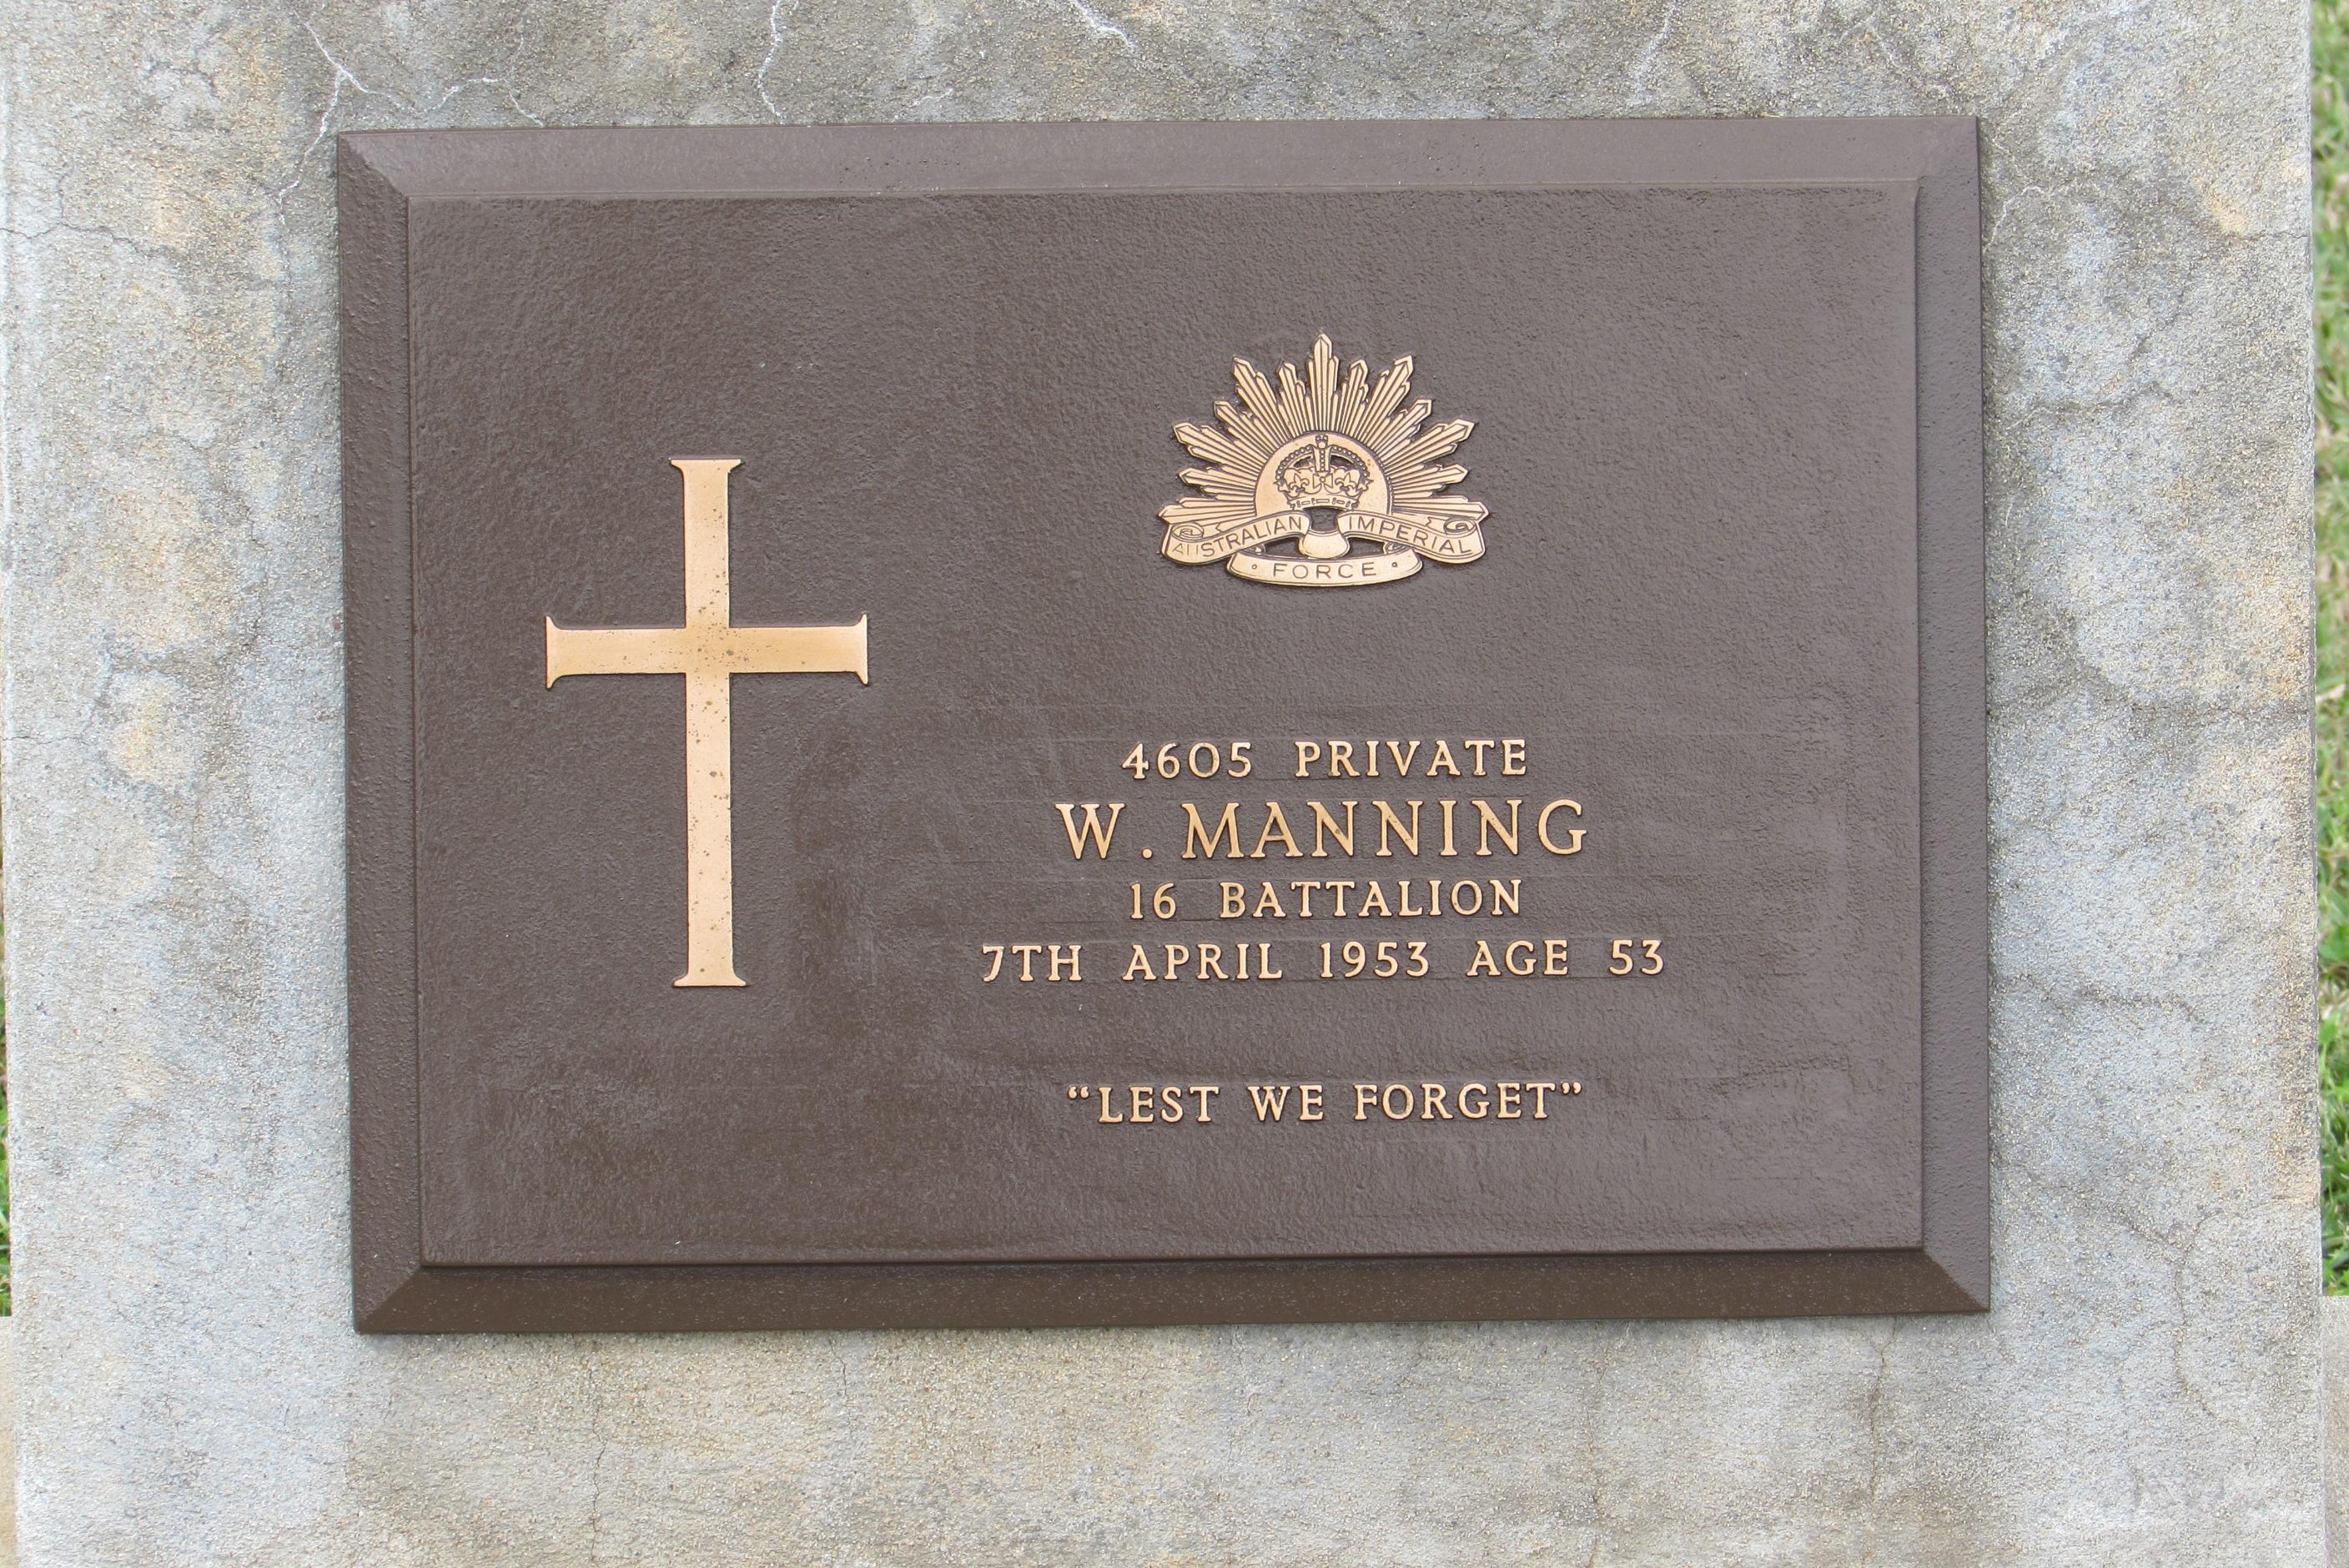 AUSTRALIAN IMPERIAL
FORCE
4605 PRIVATE
W. MANNING
16 BATTALION
7TH APRIL 1953 AGE 53
“LEST WE FORGET”